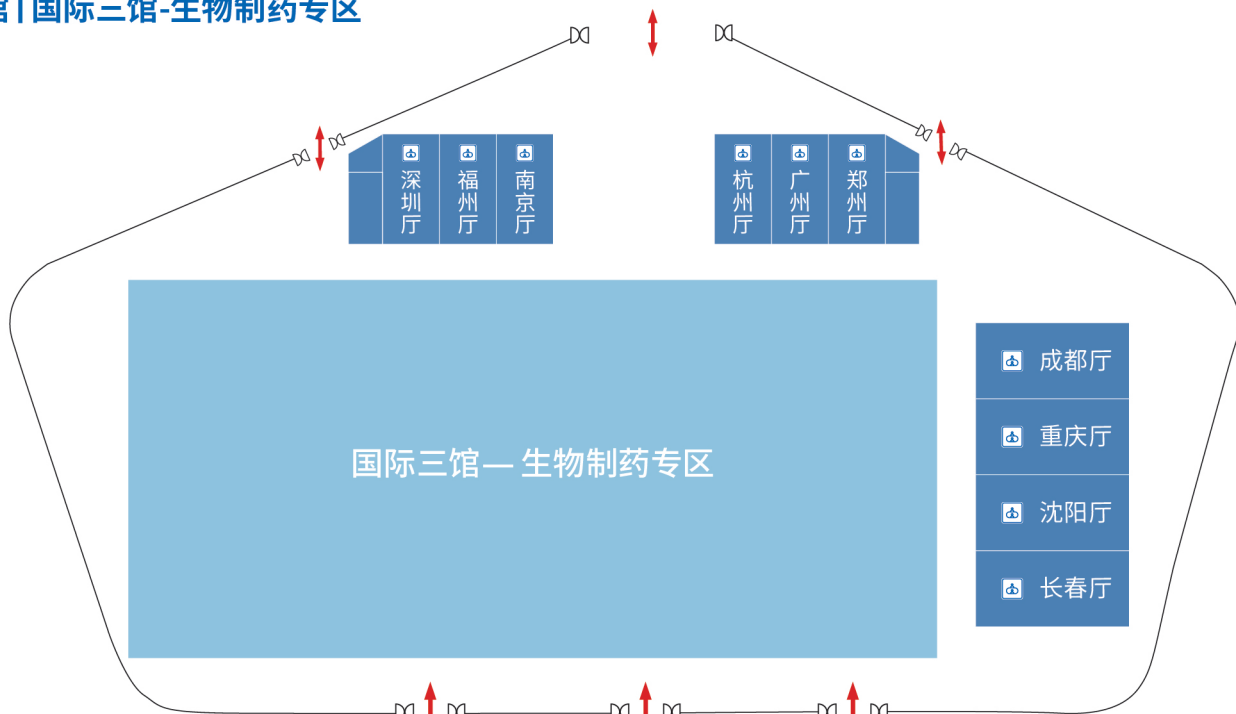 馆|国际三馆-生物制药专区
深圳厅
福州厅
南京厅
杭州厅
广州厅
郑州厅
成都厅
重庆厅
国际三馆— 生物制药专区
沈阳厅
长春厅